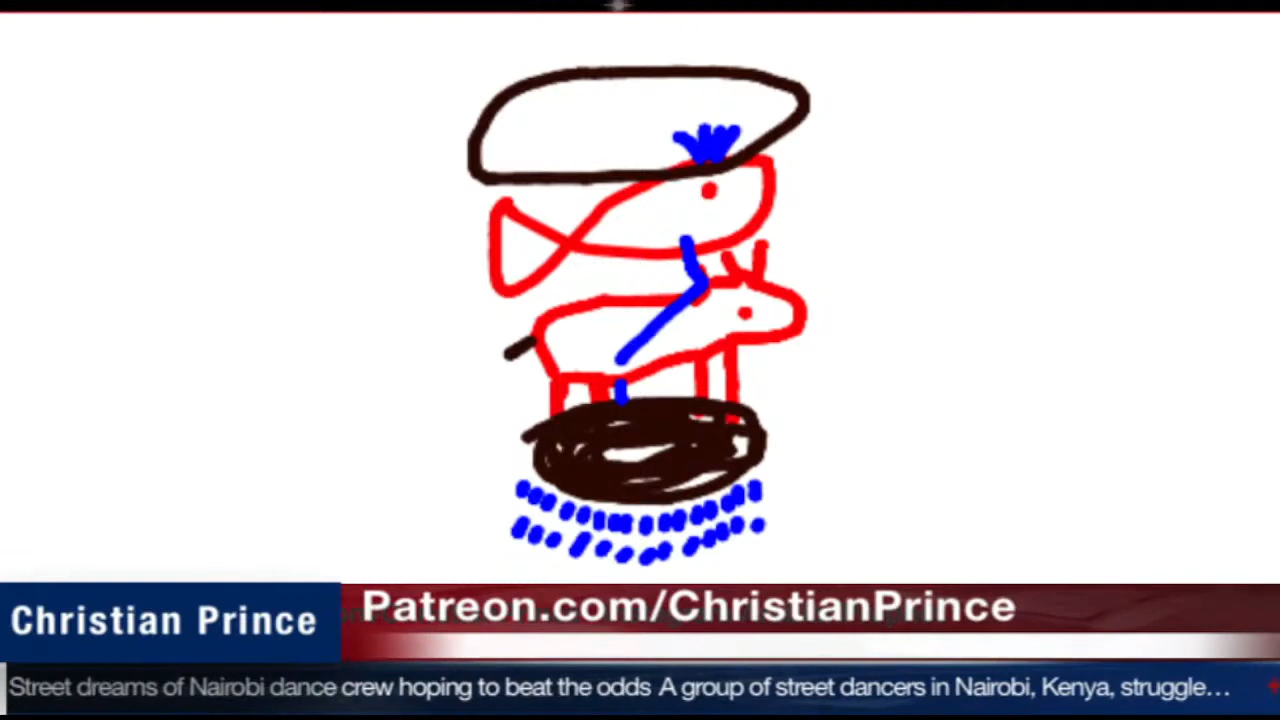 Patreon.com/ChristianPrince
Christian Prince
Street dreams of Nairobi dance crew hoping to beat the odds A group of street dancers in Nairobi, Kenya, struggle...